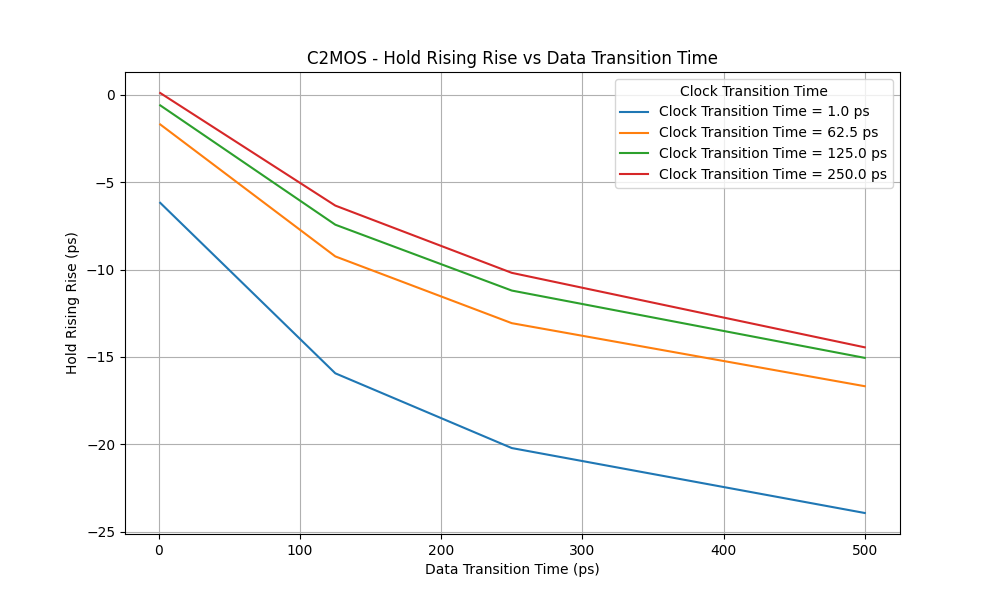 C2MOS - Hold Rising Rise vs Data Transition Time
Clock Transition Time
Clock Transition Time = 1.0 ps
Clock Transition Time = 62.5 ps
Clock Transition Time = 125.0 ps
Clock Transition Time = 250.0 ps
Hold Rising Rise (ps)
0
−5
−10
−15
−20
−25
0 100 200 300 400 500
Data Transition Time (ps)